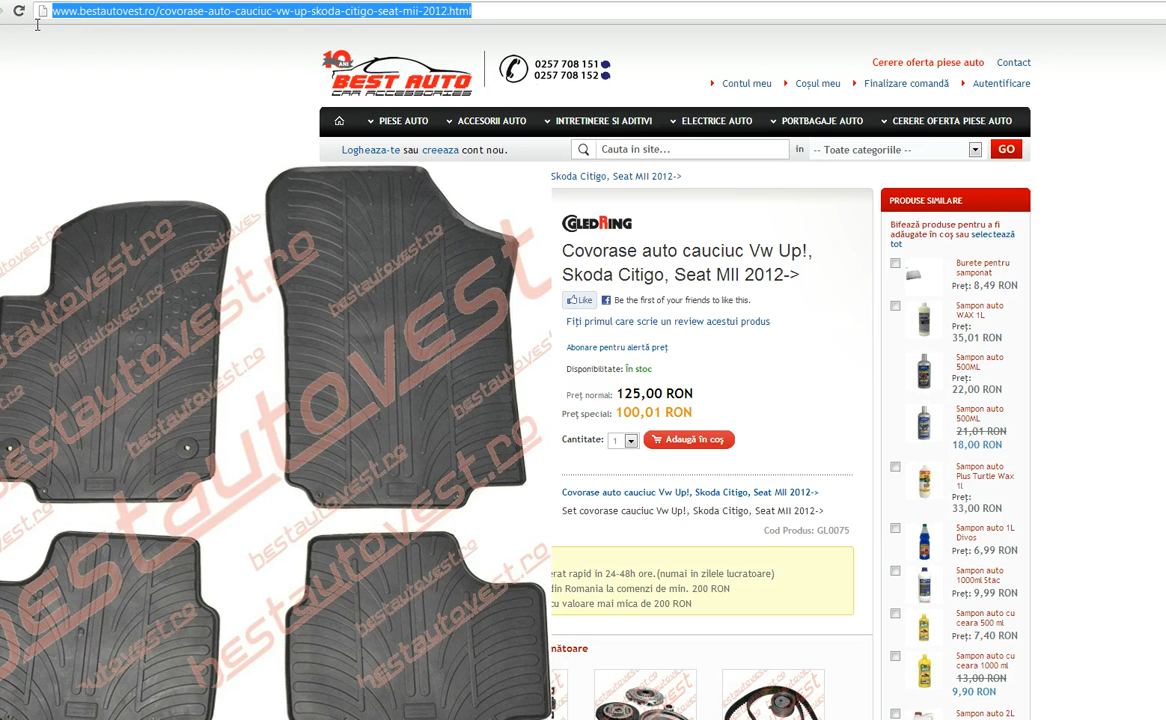 www.bestautovest.ro/covorase-auto-cauciuc-vw-up-skoda-citigo-seat-mii-2012.html
10
ANI
BEST AUTO
CAR ACCESSORIES
0257 708 151
0257 708 152
Cerere oferta piese auto
Contact
Contul meu
Coșul meu
Finalizare comandă
Autentificare
PIESE AUTO
ACCESORII AUTO
INTRETINERE SI ADITIVI
ELECTRICE AUTO
PORTBAGAJE AUTO
CERERE OFERTA PIESE AUTO
Logheaza-te sau creeaza cont nou.
Cauta in site...
in
-- Toate categoriile --
GO
Skoda Citigo, Seat MII 2012->
GLEDRING
Covorase auto cauciuc Vw Up!,
Skoda Citigo, Seat MII 2012->
Like
Be the first of your friends to like this.
Fiți primul care scrie un review acestui produs
Abonare pentru alertă preț
Disponibilitate: În stoc
Preț normal: 125,00 RON
Preț special: 100,01 RON
Cantitate: 1
Adaugă în coș
Covorase auto cauciuc Vw Up!, Skoda Citigo, Seat MII 2012->
Set covorase cauciuc Vw Up!, Skoda Citigo, Seat MII 2012->
Cod Produs: GL0075
erat rapid in 24-48h ore.(numai in zilele lucratoare)
din Romania la comenzi de min. 200 RON
cu valoare mai mica de 200 RON
nătoare
PRODUSE SIMILARE
Bifează produse pentru a fi
adăugate în coș sau selectează
tot
Burete pentru
samponat
Preț: 8,49 RON
Sampon auto
WAX 1L
Preț:
35,01 RON
Sampon auto
500ML
Preț:
22,00 RON
Sampon auto
500ML
21,01 RON
18,00 RON
Sampon auto
Plus Turtle Wax
1l
Preț:
33,00 RON
Sampon auto 1L
Divos
Preț: 6,99 RON
Sampon auto
1000ml Stac
Preț: 9,99 RON
Sampon auto cu
ceara 500 ml
Preț: 7,40 RON
Sampon auto cu
ceara 1000 ml
13,00 RON
9,90 RON
Sampon auto 2L
bestautovest.ro
bestautovest.ro
bestautovest.ro
bestautovest.ro
bestautovest
bestautovest.ro